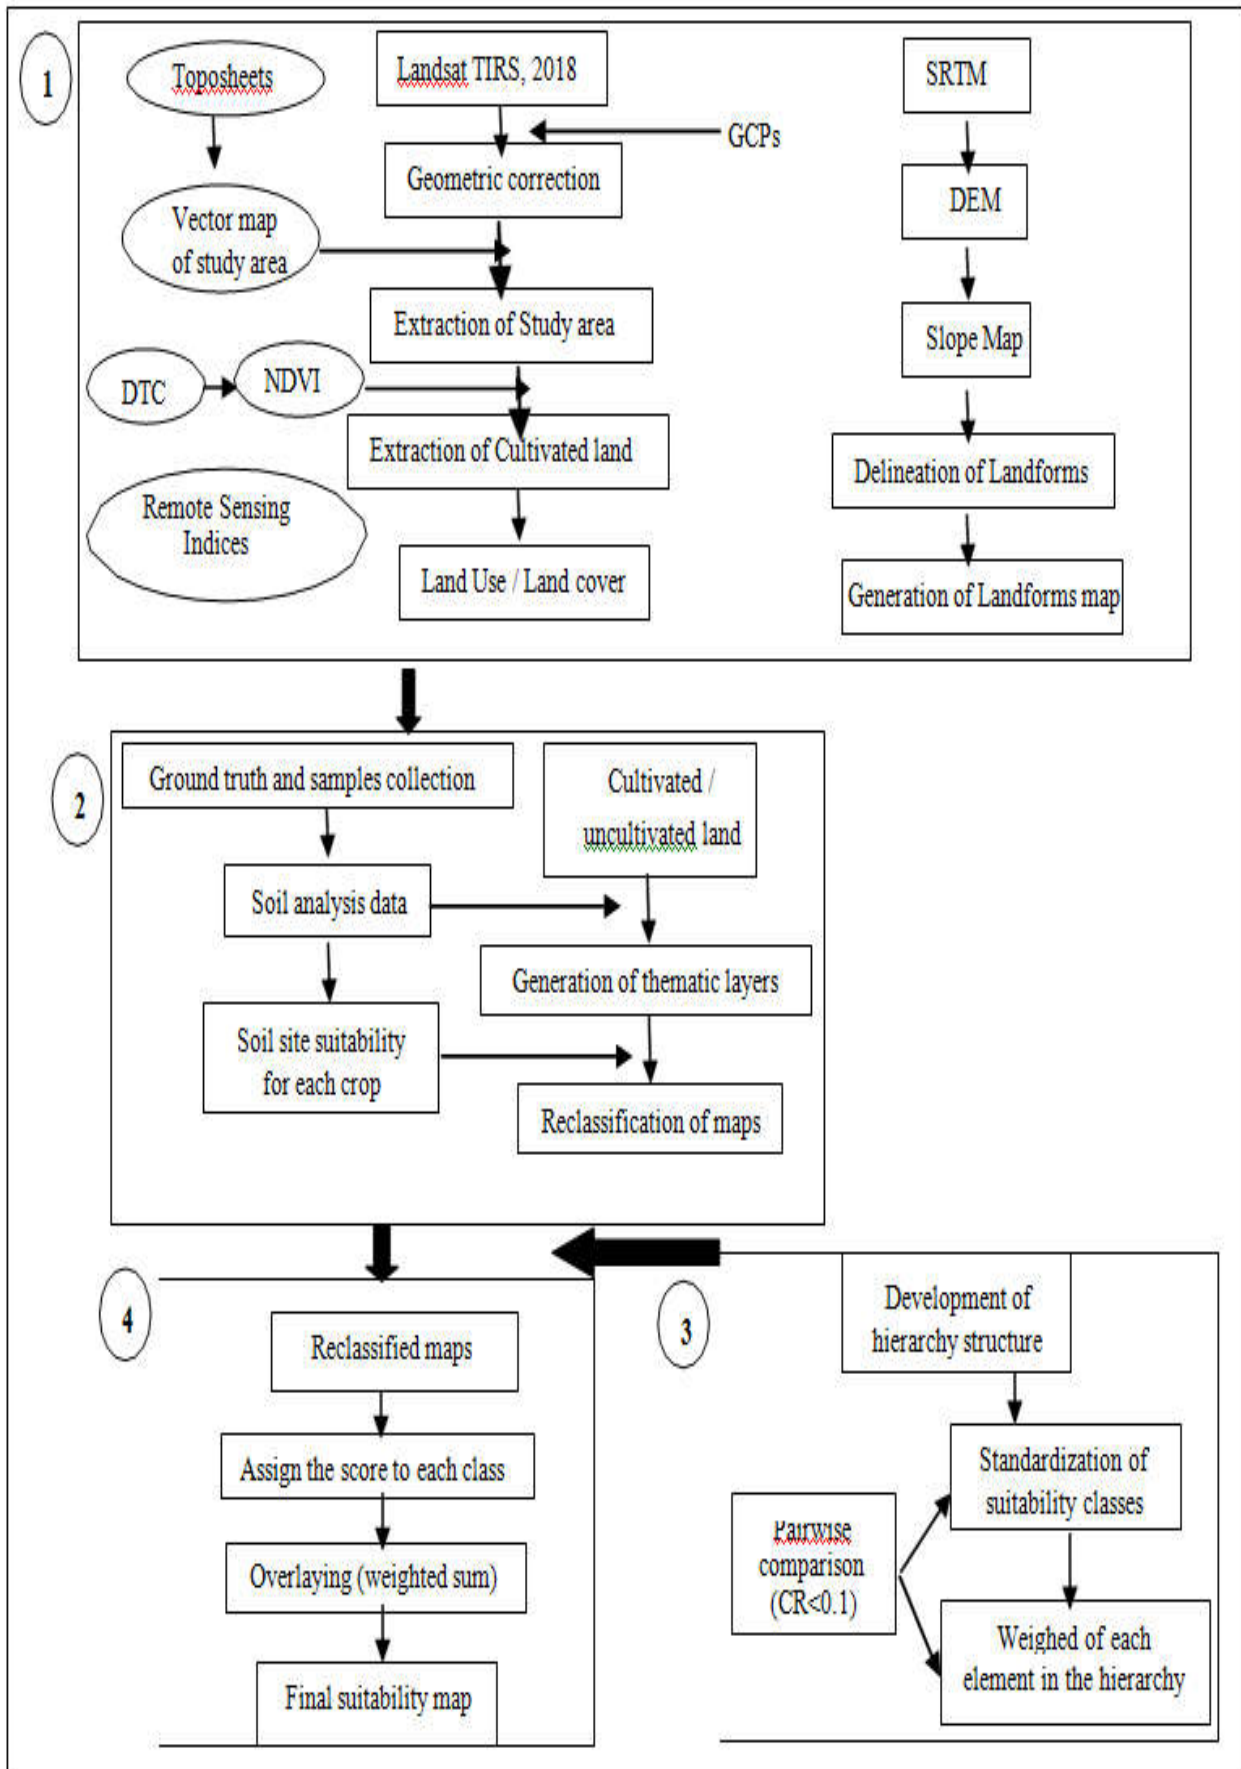 1
Toposheets
Landsat TIRS, 2018
SRTM
GCPs
Geometric correction
DEM
Vector map
of study area
Extraction of Study area
Slope Map
DTC
NDVI
Extraction of Cultivated land
Delineation of Landforms
Remote Sensing
Indices
Land Use / Land cover
Generation of Landforms map
2
Ground truth and samples collection
Cultivated /
uncultivated land
Soil analysis data
Generation of thematic layers
Soil site suitability
for each crop
Reclassification of maps
4
Reclassified maps
Assign the score to each class
Overlaying (weighted sum)
Final suitability map
3
Development of
hierarchy structure
Standardization of
suitability classes
Pairwise
comparison
(CR<0.1)
Weighed of each
element in the hierarchy